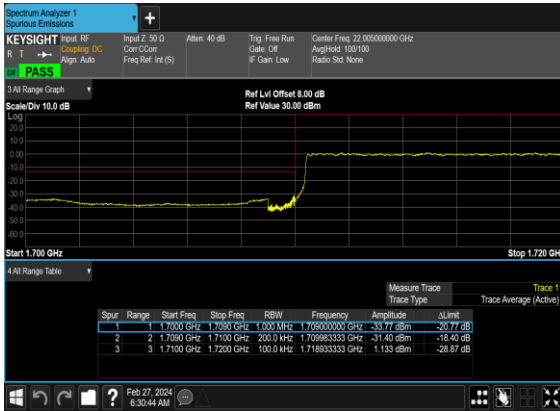 Spectrum Analyzer 1
Spurious Emissions
+
KEYSIGHT
R T
LXI PASS
Input: RF
Coupling: DC
Align: Auto
Input Z: 50 Ω
Corr CCorr
Freq Ref: Int (S)
Atten: 40 dB
Trig: Free Run
Gate: Off
IF Gain: Low
Center Freq: 22.005000000 GHz
Avg|Hold: 100/100
Radio Std: None
3 All Range Graph
Scale/Div 10.0 dB
Ref Lvl Offset 8.00 dB
Ref Value 30.00 dBm
Log
20.0
10.0
0.00
-10.0
-20.0
-30.0
-40.0
-50.0
-60.0
Start 1.700 GHz
Stop 1.720 GH
4 All Range Table
Measure Trace Trace 1
Trace Type Trace Average (Active)
Spur Range Start Freq Stop Freq RBW Frequency Amplitude ΔLimit
1 1 1.7000 GHz 1.7090 GHz 1.000 MHz 1.709000000 GHz -33.77 dBm -20.77 dB
2 2 1.7090 GHz 1.7100 GHz 200.0 kHz 1.709983333 GHz -31.40 dBm -18.40 dB
3 3 1.7100 GHz 1.7200 GHz 100.0 kHz 1.718933333 GHz 1.133 dBm -28.87 dB
?
Feb 27, 2024
6:30:44 AM